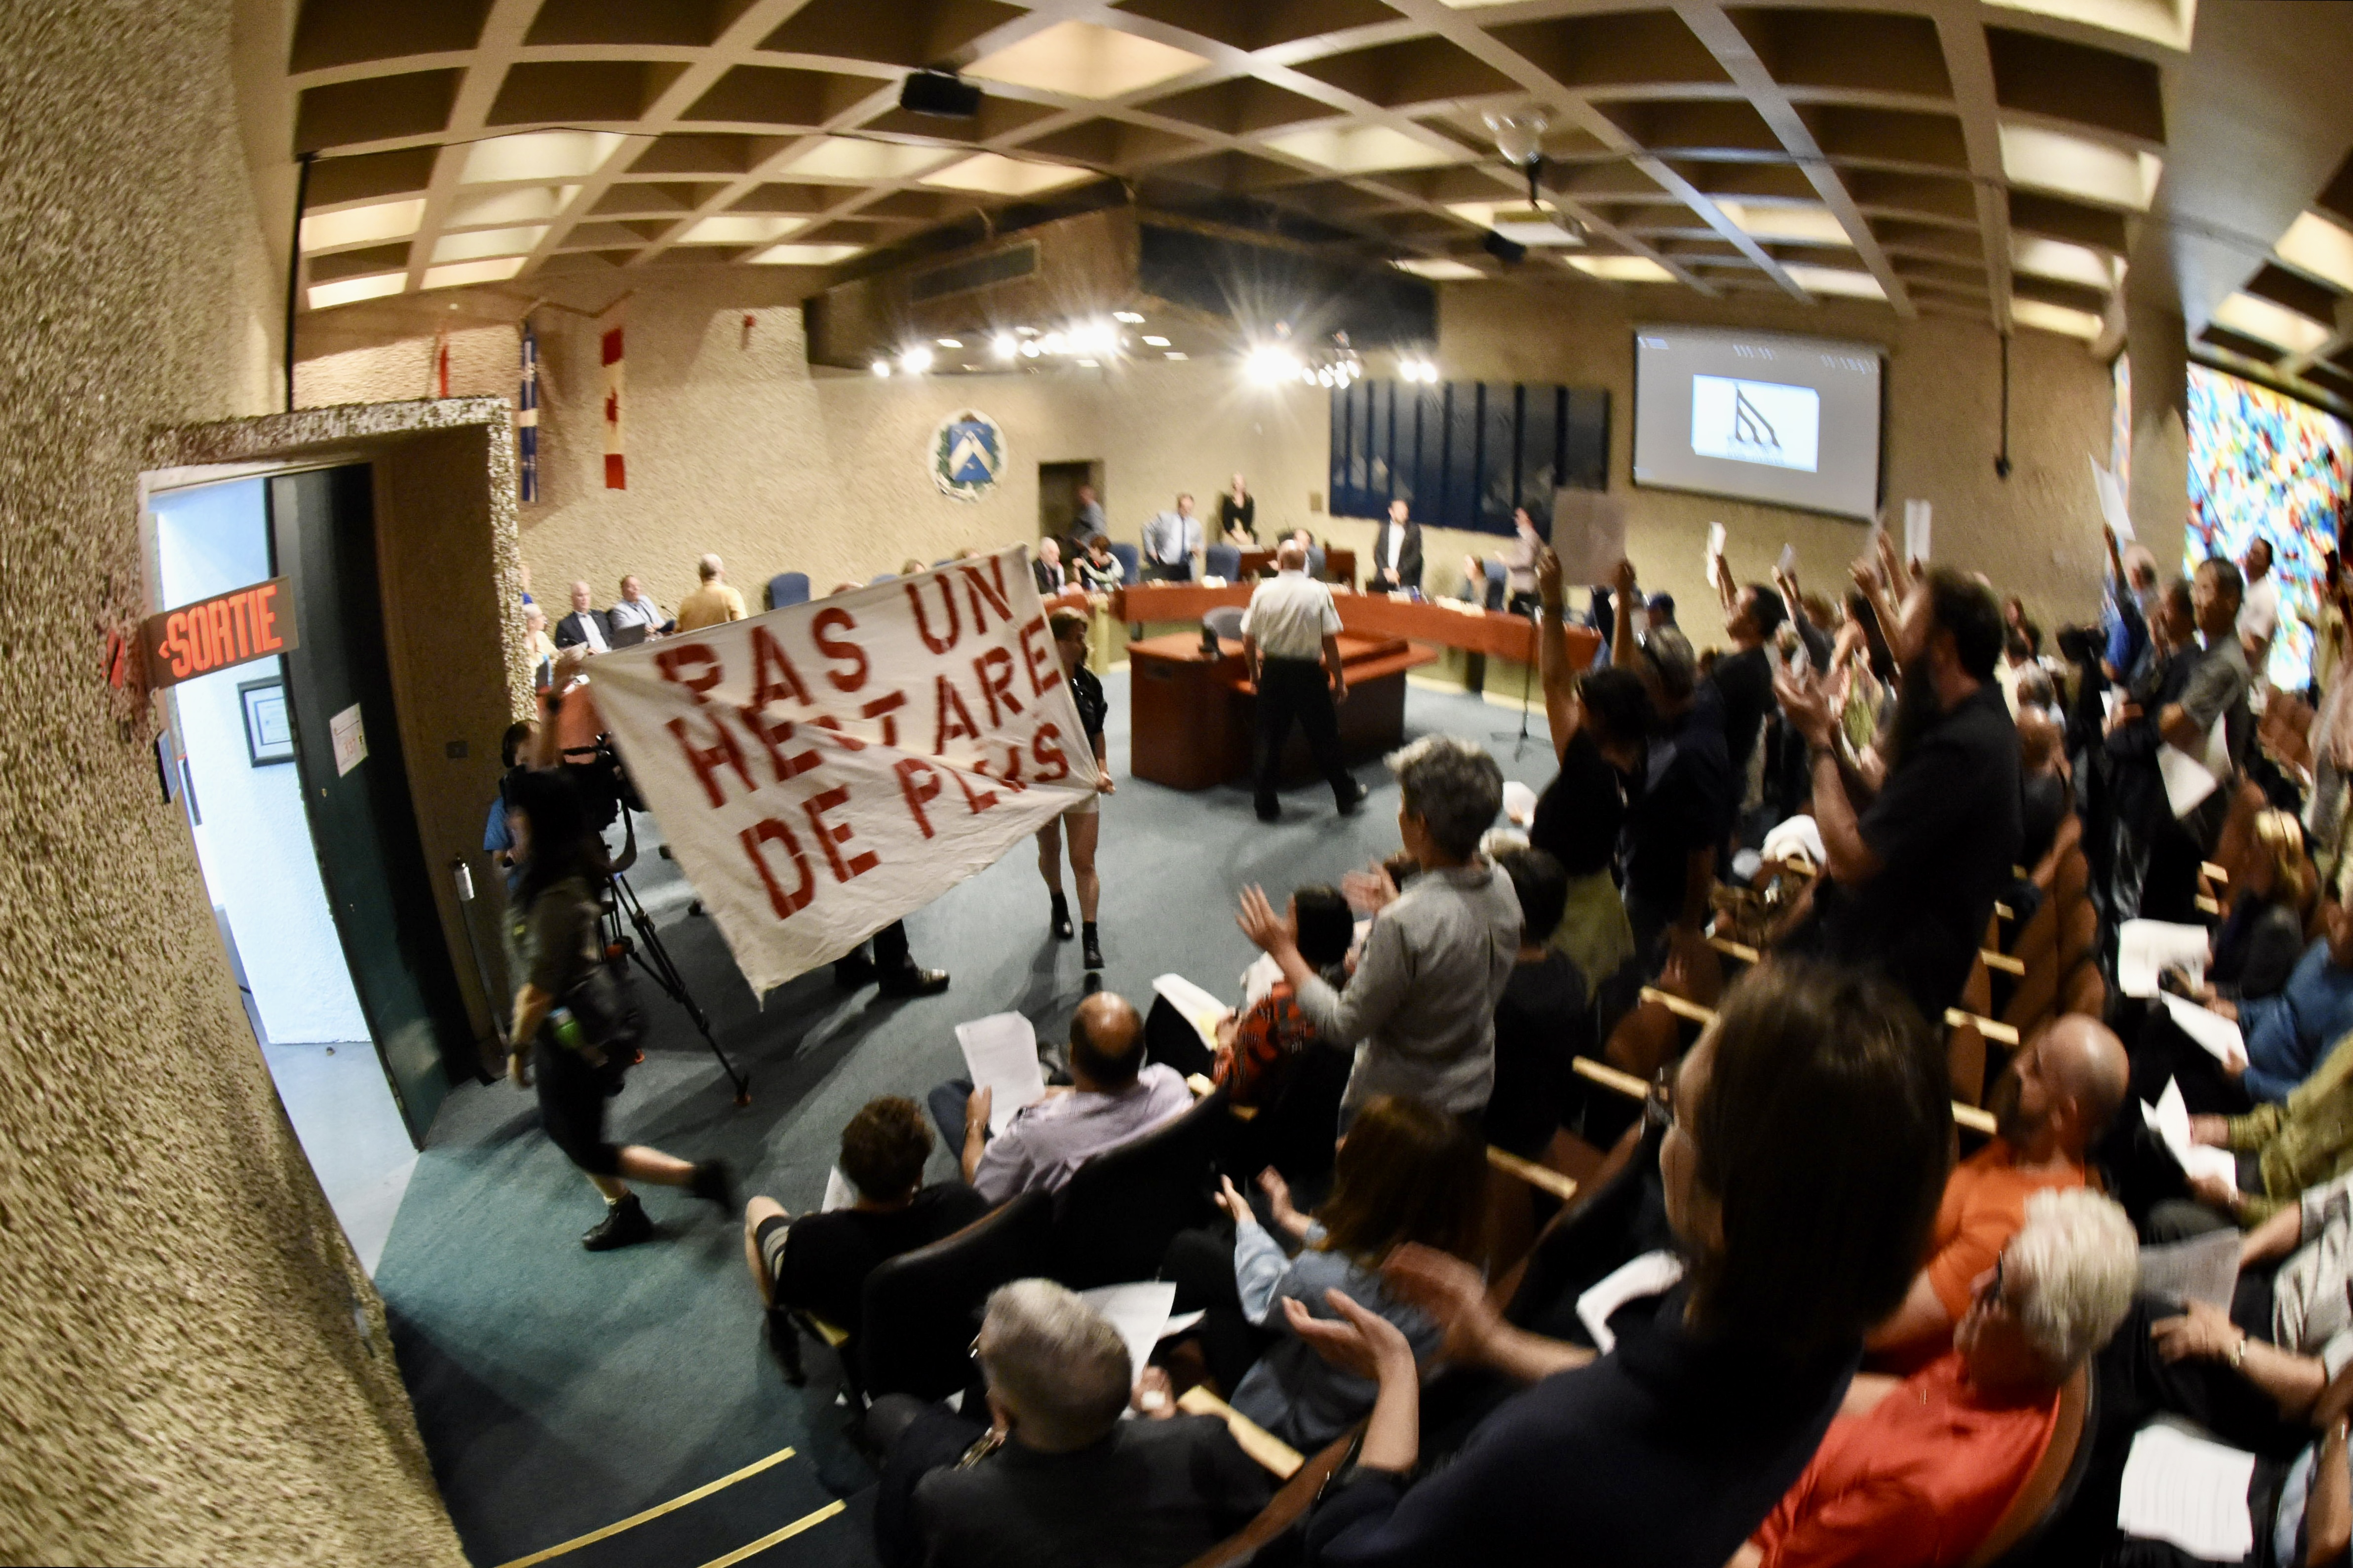 SORTIE
PAS UN
HECTARE
DE PLUS